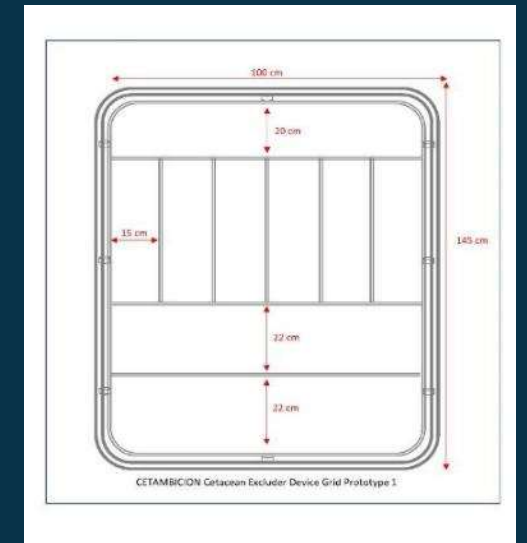 100 cm
20 cm
15 cm
145 cm
22 cm
22 cm
CETAMBICION Cetacean Excluder Device Grid Prototype 1